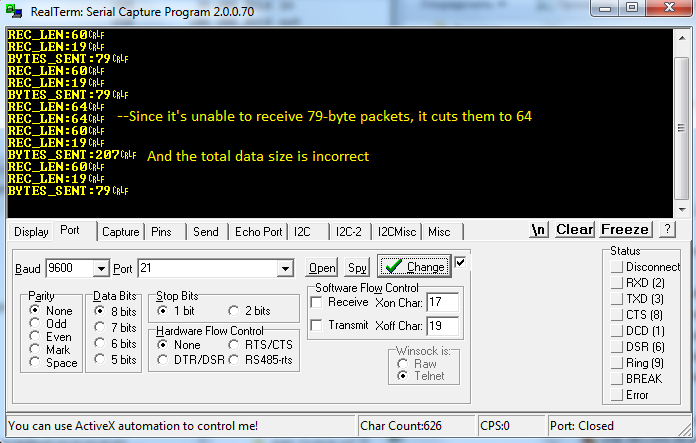 RealTerm: Serial Capture Program 2.0.0.70
REC_LEN:60CRLF
REC_LEN:19CRLF
BYTES_SENT:79CRLF
REC_LEN:60CRLF
REC_LEN:19CRLF
BYTES_SENT:79CRLF
REC_LEN:64CRLF
REC_LEN:64CRLF --Since it's unable to receive 79-byte packets, it cuts them to 64
REC_LEN:60CRLF
REC_LEN:19CRLF
BYTES_SENT:207CRLF And the total data size is incorrect
REC_LEN:60CRLF
REC_LEN:19CRLF
BYTES_SENT:79CRLF
Display Port Capture Pins Send Echo Port I2C I2C-2 I2CMisc Misc \n Clear Freeze ?
Baud 9600 Port 21 Open Spy Change
Parity
None
Odd
Even
Mark
Space
Data Bits
8 bits
7 bits
6 bits
5 bits
Stop Bits
1 bit 2 bits
Hardware Flow Control
None RTS/CTS
DTR/DSR RS485-rts
Software Flow Control
Receive Xon Char: 17
Transmit Xoff Char: 19
Winsock is:
Raw
Telnet
Status
Disconnect
RXD (2)
TXD (3)
CTS (8)
DCD (1)
DSR (6)
Ring (9)
BREAK
Error
You can use ActiveX automation to control me! Char Count:626 CPS:0 Port: Closed